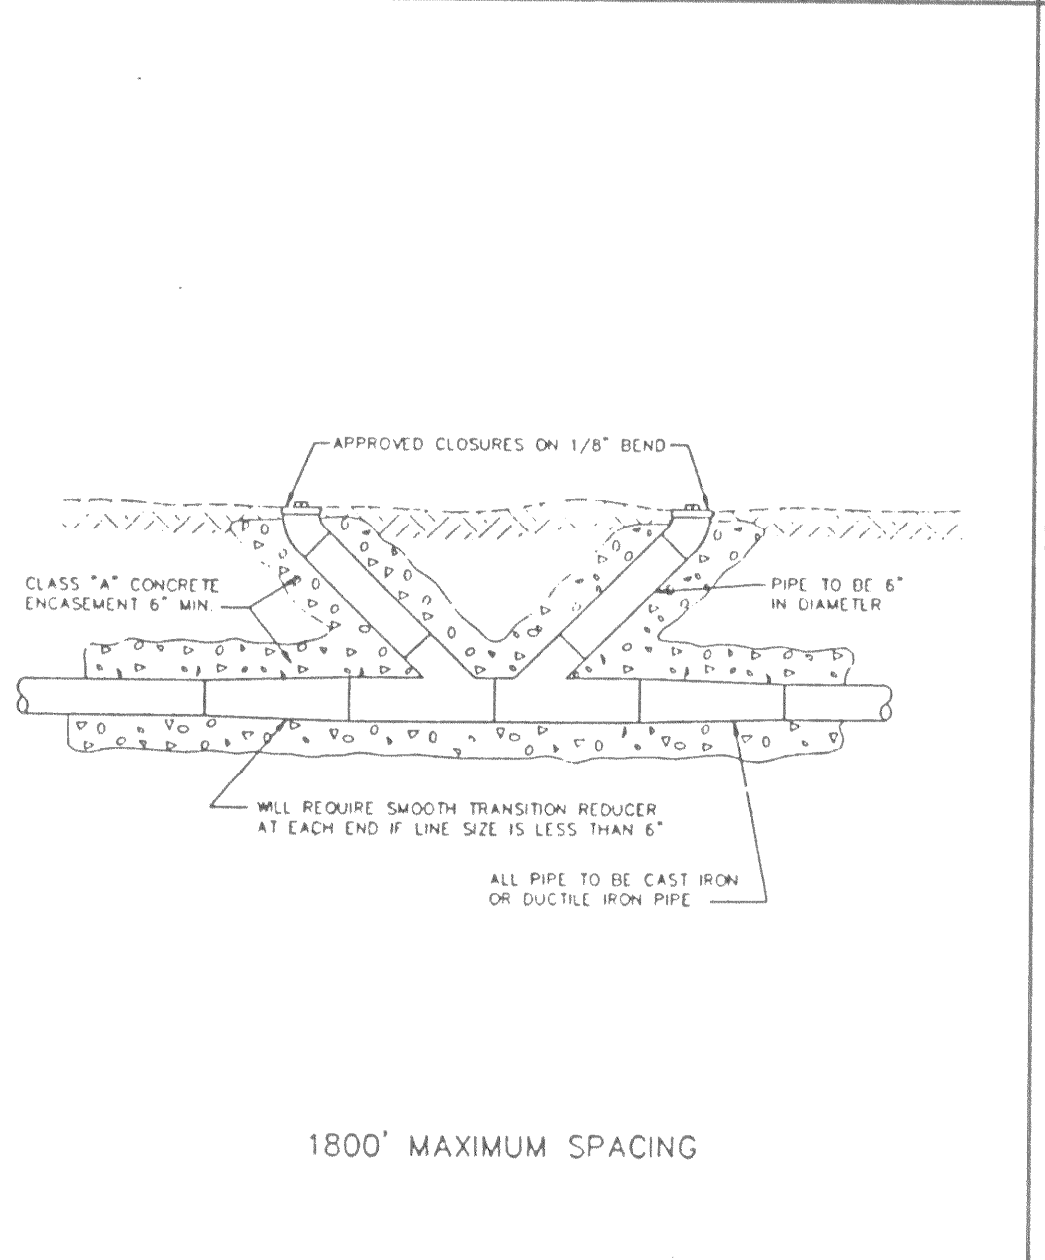 APPROVED CLOSURES ON 1/8" BEND
CLASS "A" CONCRETE
ENCASEMENT 6" MIN.
PIPE TO BE 6"
IN DIAMETER
WILL REQUIRE SMOOTH TRANSITION REDUCER
AT EACH END IF LINE SIZE IS LESS THAN 6"
ALL PIPE TO BE CAST IRON
OR DUCTILE IRON PIPE
1800' MAXIMUM SPACING